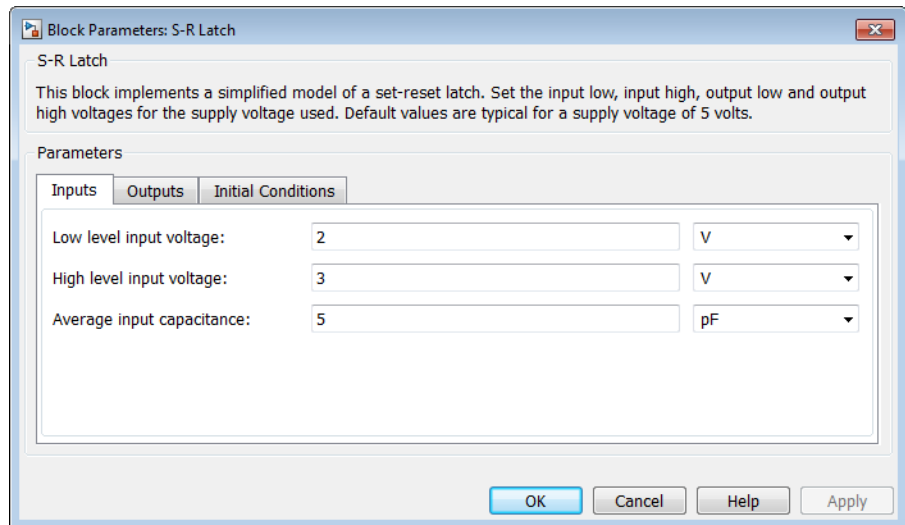 Block Parameters: S-R Latch
S-R Latch
This block implements a simplified model of a set-reset latch. Set the input low, input high, output low and output
high voltages for the supply voltage used. Default values are typical for a supply voltage of 5 volts.
Parameters
Inputs Outputs Initial Conditions
Low level input voltage: 2 V
High level input voltage: 3 V
Average input capacitance: 5 pF
OK Cancel Help Apply